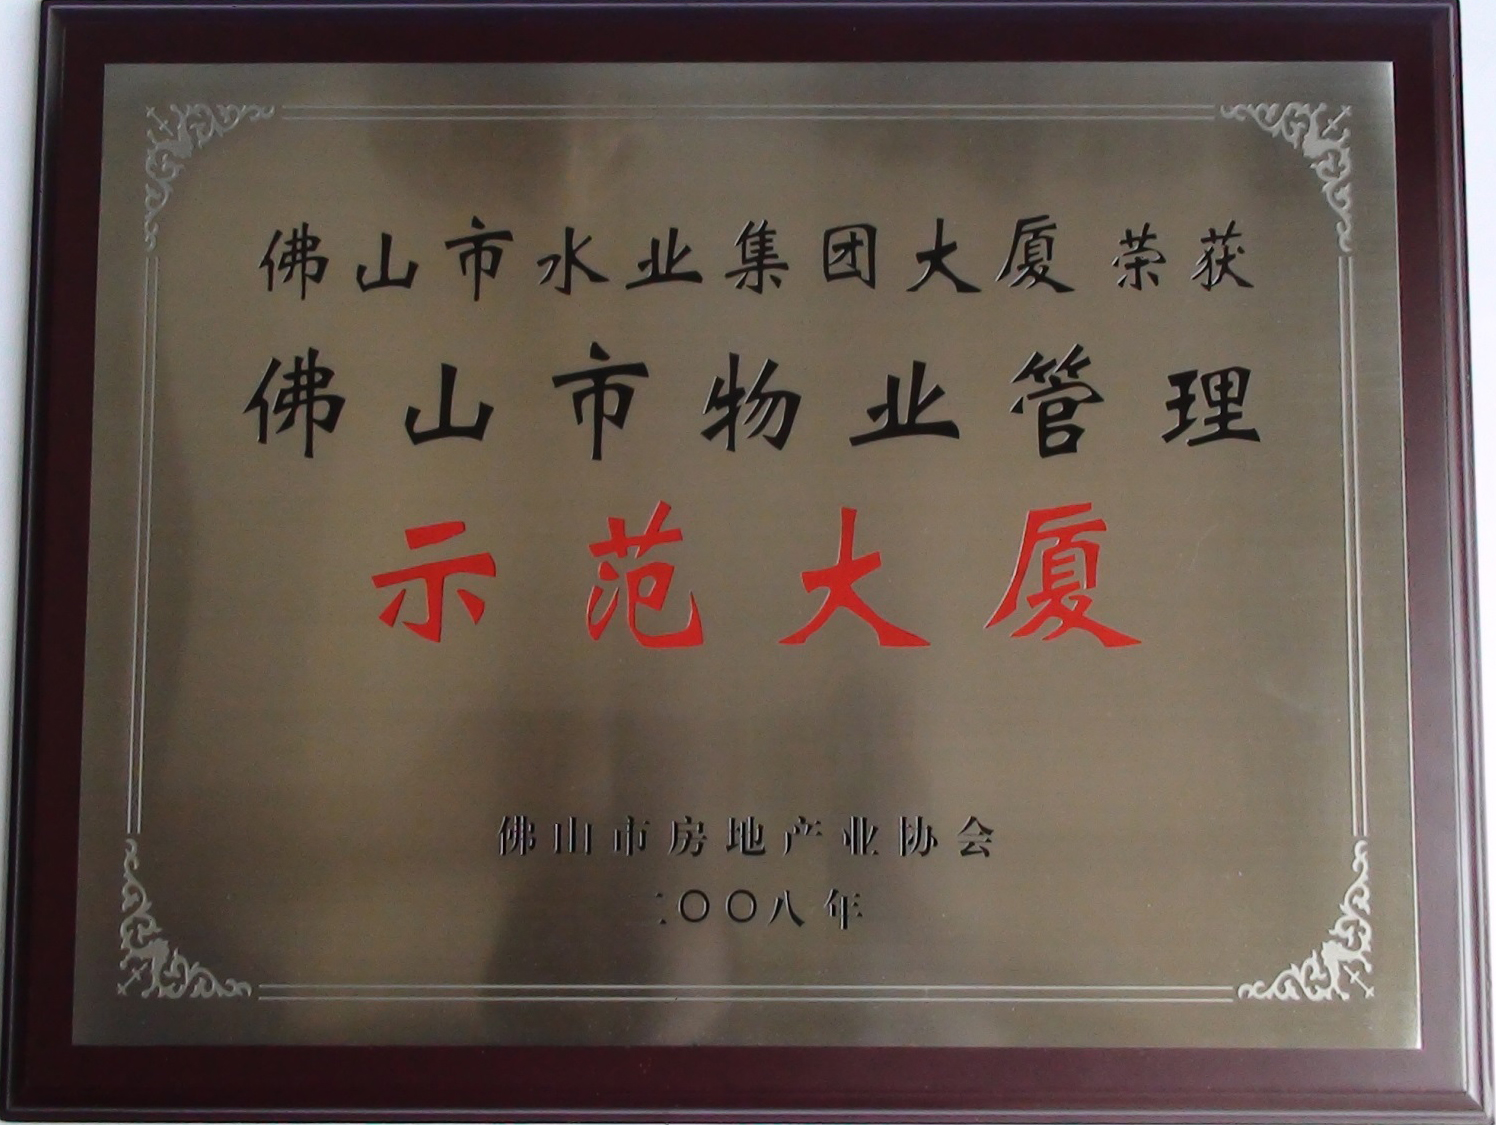 佛山市水业集团大厦 荣获
佛山市物业管理
示范大厦
佛山市房地产业协会
二〇〇八年